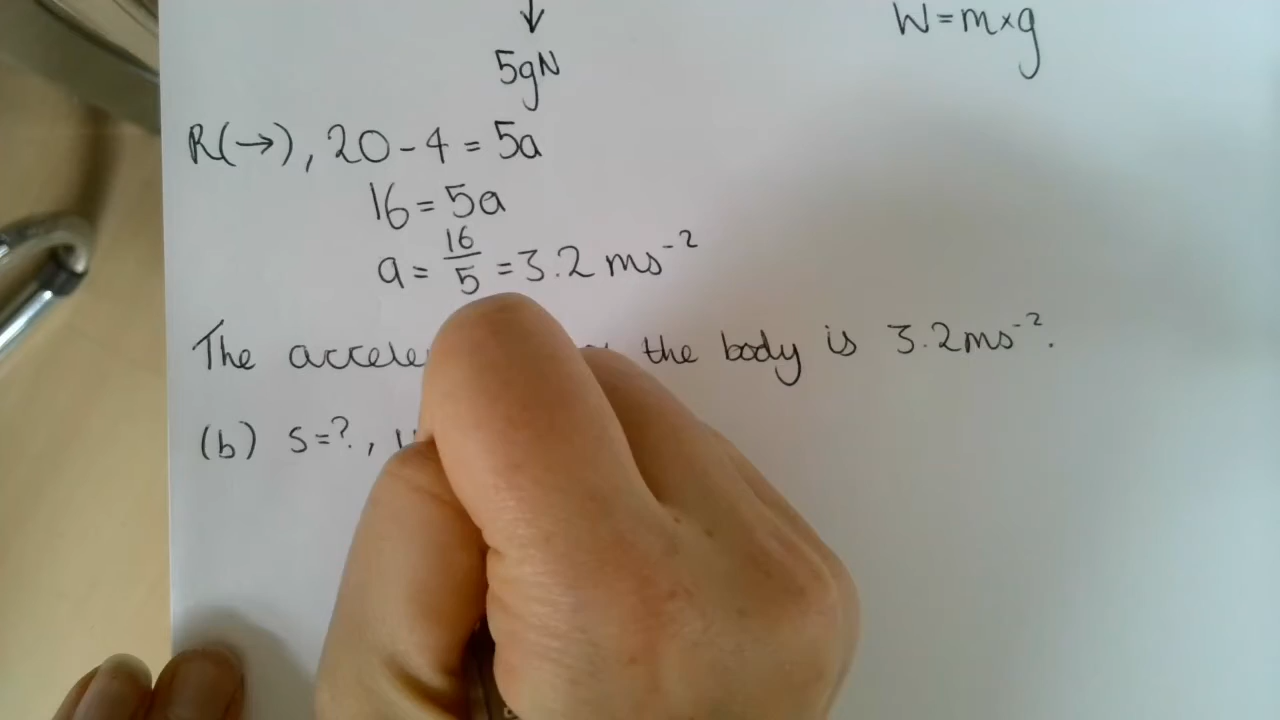 W=m×g
5gN
R(→), 20-4=5a
16=5a
a=16/5=3.2 ms⁻²
The the body is 3.2ms⁻².
(b) s=?,